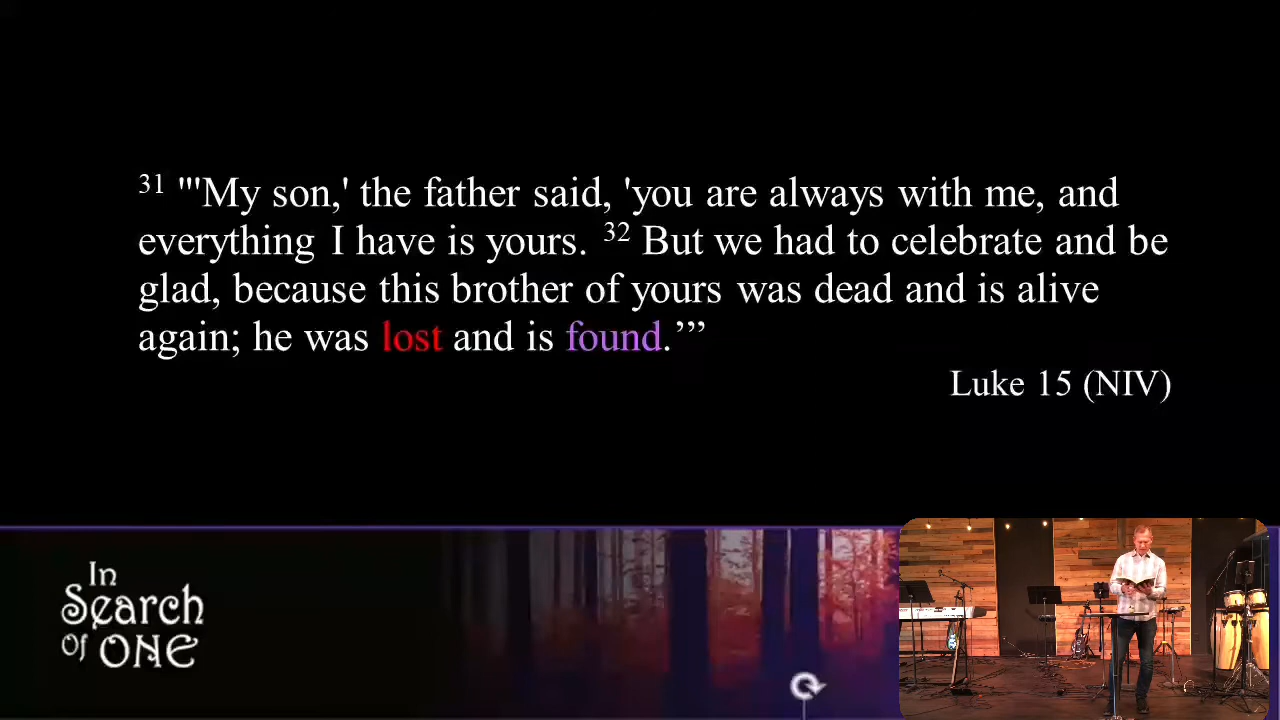 31 "'My son,' the father said, 'you are always with me, and
everything I have is yours. 32 But we had to celebrate and be
glad, because this brother of yours was dead and is alive
again; he was lost and is found.’”
Luke 15 (NIV)
In
Search
Of ONE